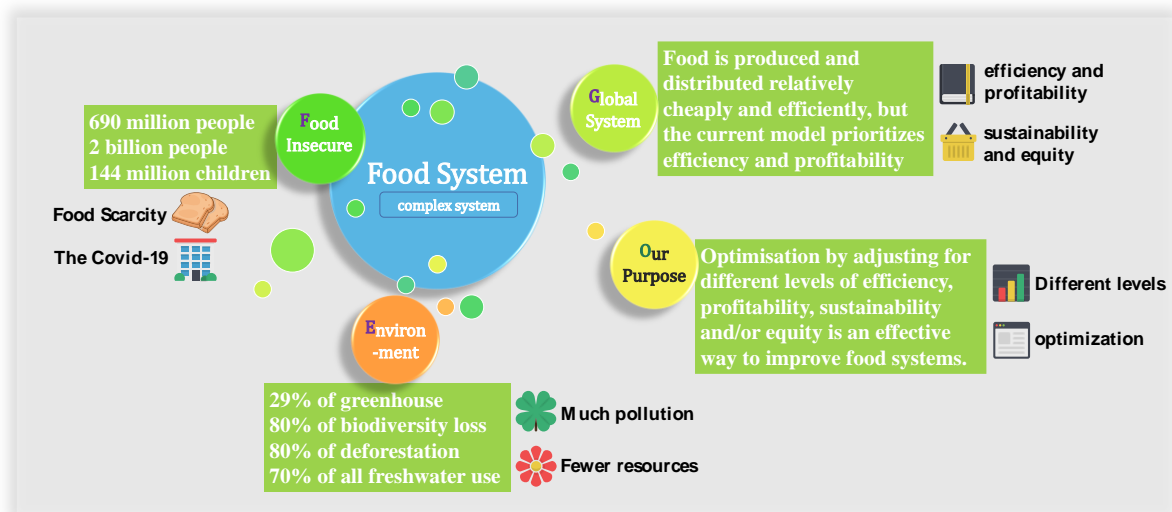 Food System
complex system
Food
Insecure
690 million people
2 billion people
144 million children
Food Scarcity
The Covid-19
Global
System
Food is produced and
distributed relatively
cheaply and efficiently, but
the current model prioritizes
efficiency and profitability
efficiency and
profitability
sustainability
and equity
Our
Purpose
Optimisation by adjusting for
different levels of efficiency,
profitability, sustainability
and/or equity is an effective
way to improve food systems.
Different levels
optimization
Environ
-ment
29% of greenhouse
80% of biodiversity loss
80% of deforestation
70% of all freshwater use
Much pollution
Fewer resources